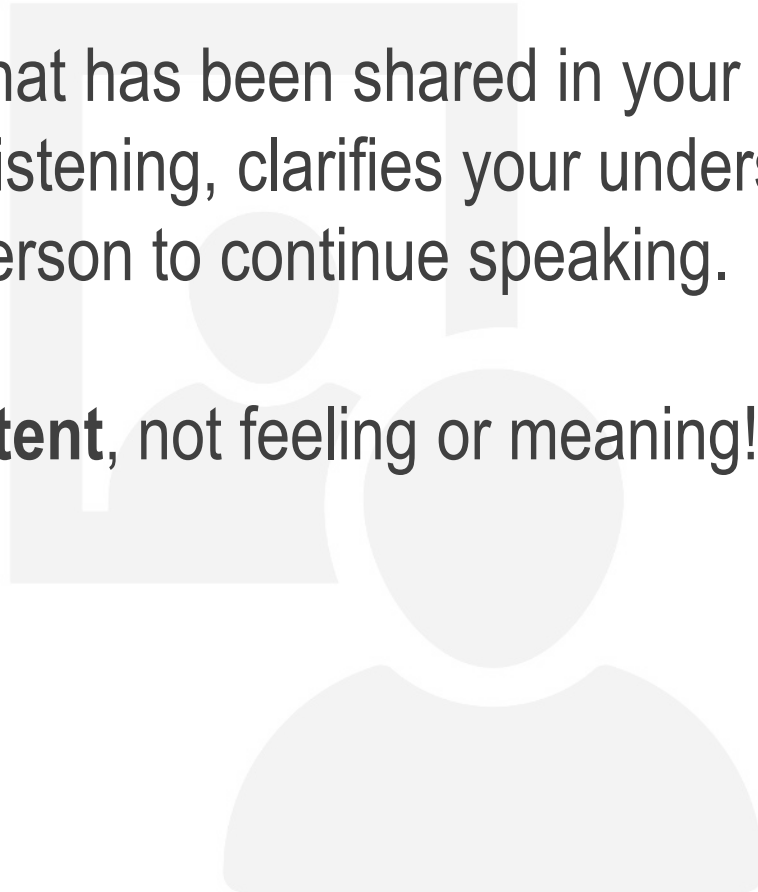 hat has been shared in your
istening, clarifies your unders
erson to continue speaking.
tent, not feeling or meaning!